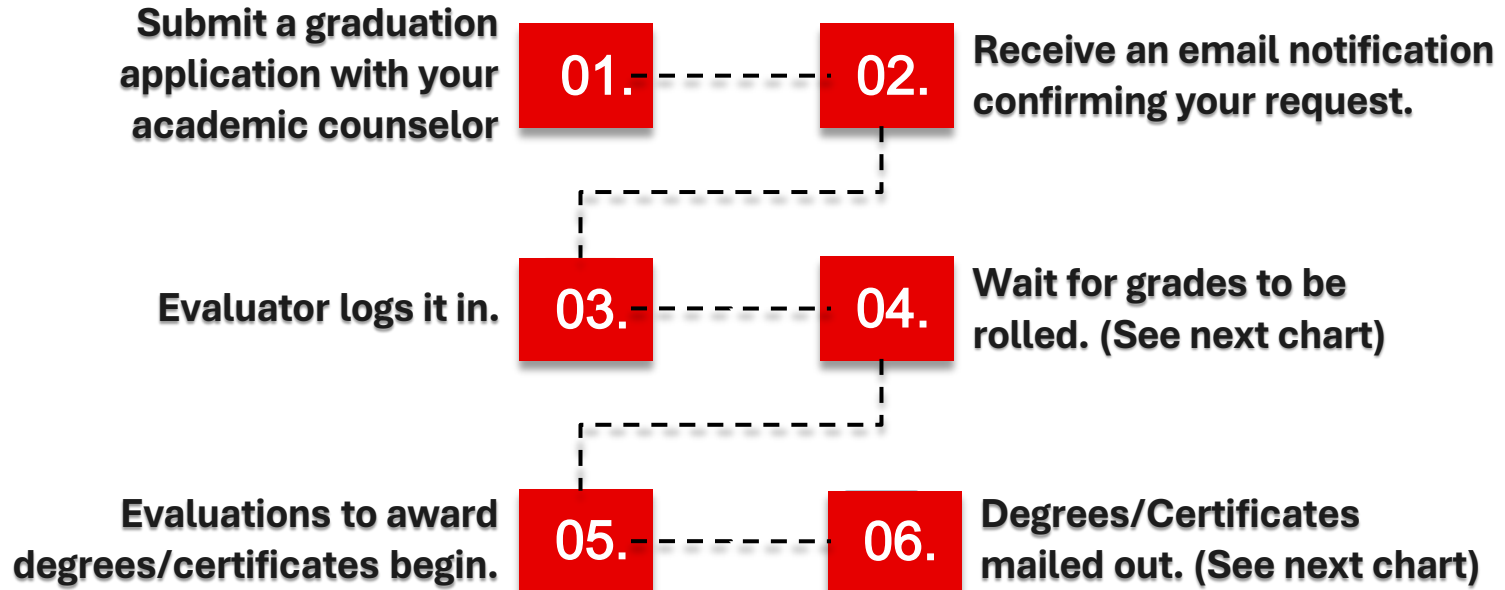 Submit a graduation
application with your
academic counselor
01.
02.
Receive an email notification
confirming your request.
Evaluator logs it in.
03.
04.
Wait for grades to be
rolled. (See next chart)
Evaluations to award
degrees/certificates begin.
05.
06.
Degrees/Certificates
mailed out. (See next chart)